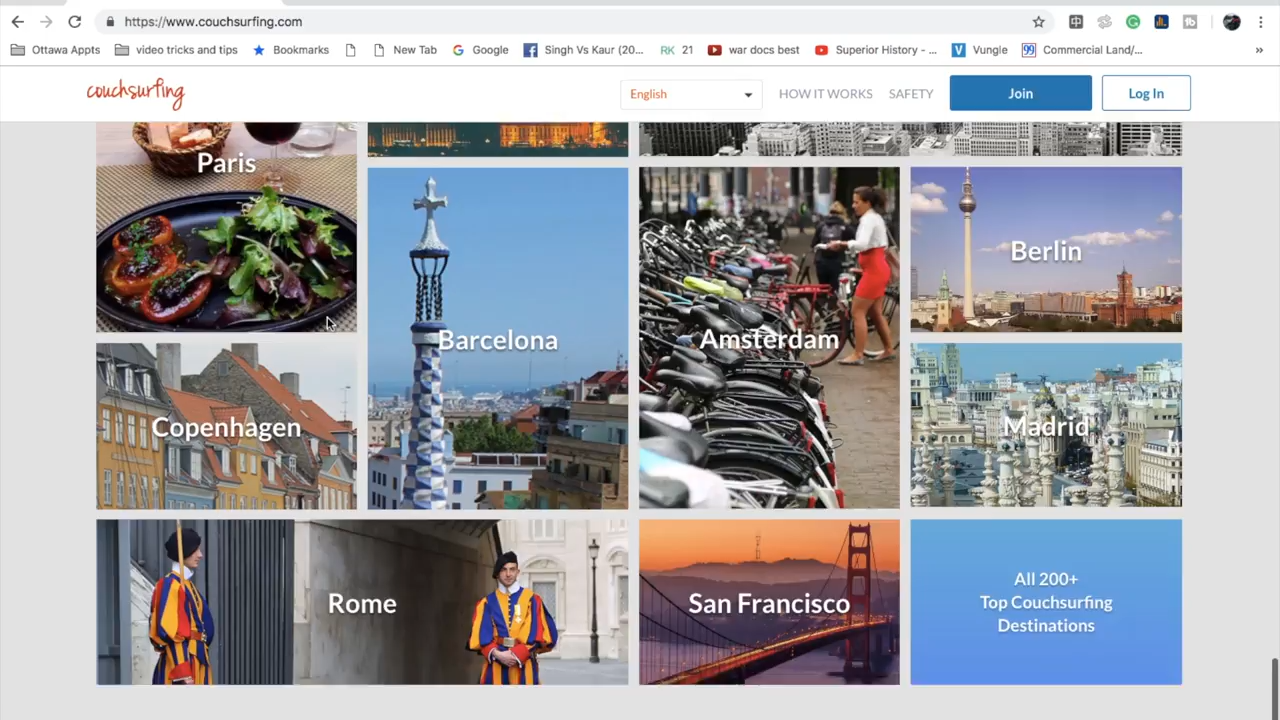 https://www.couchsurfing.com
Ottawa Appts
video tricks and tips
Bookmarks
New Tab
Google
Singh Vs Kaur (20...
RK 21
war docs best
Superior History - ...
Vungle
99 Commercial Land/...
»
couchsurfing
English
HOW IT WORKS
SAFETY
Join
Log In
Paris
Barcelona
Amsterdam
Berlin
Copenhagen
Madrid
Rome
San Francisco
All 200+
Top Couchsurfing
Destinations